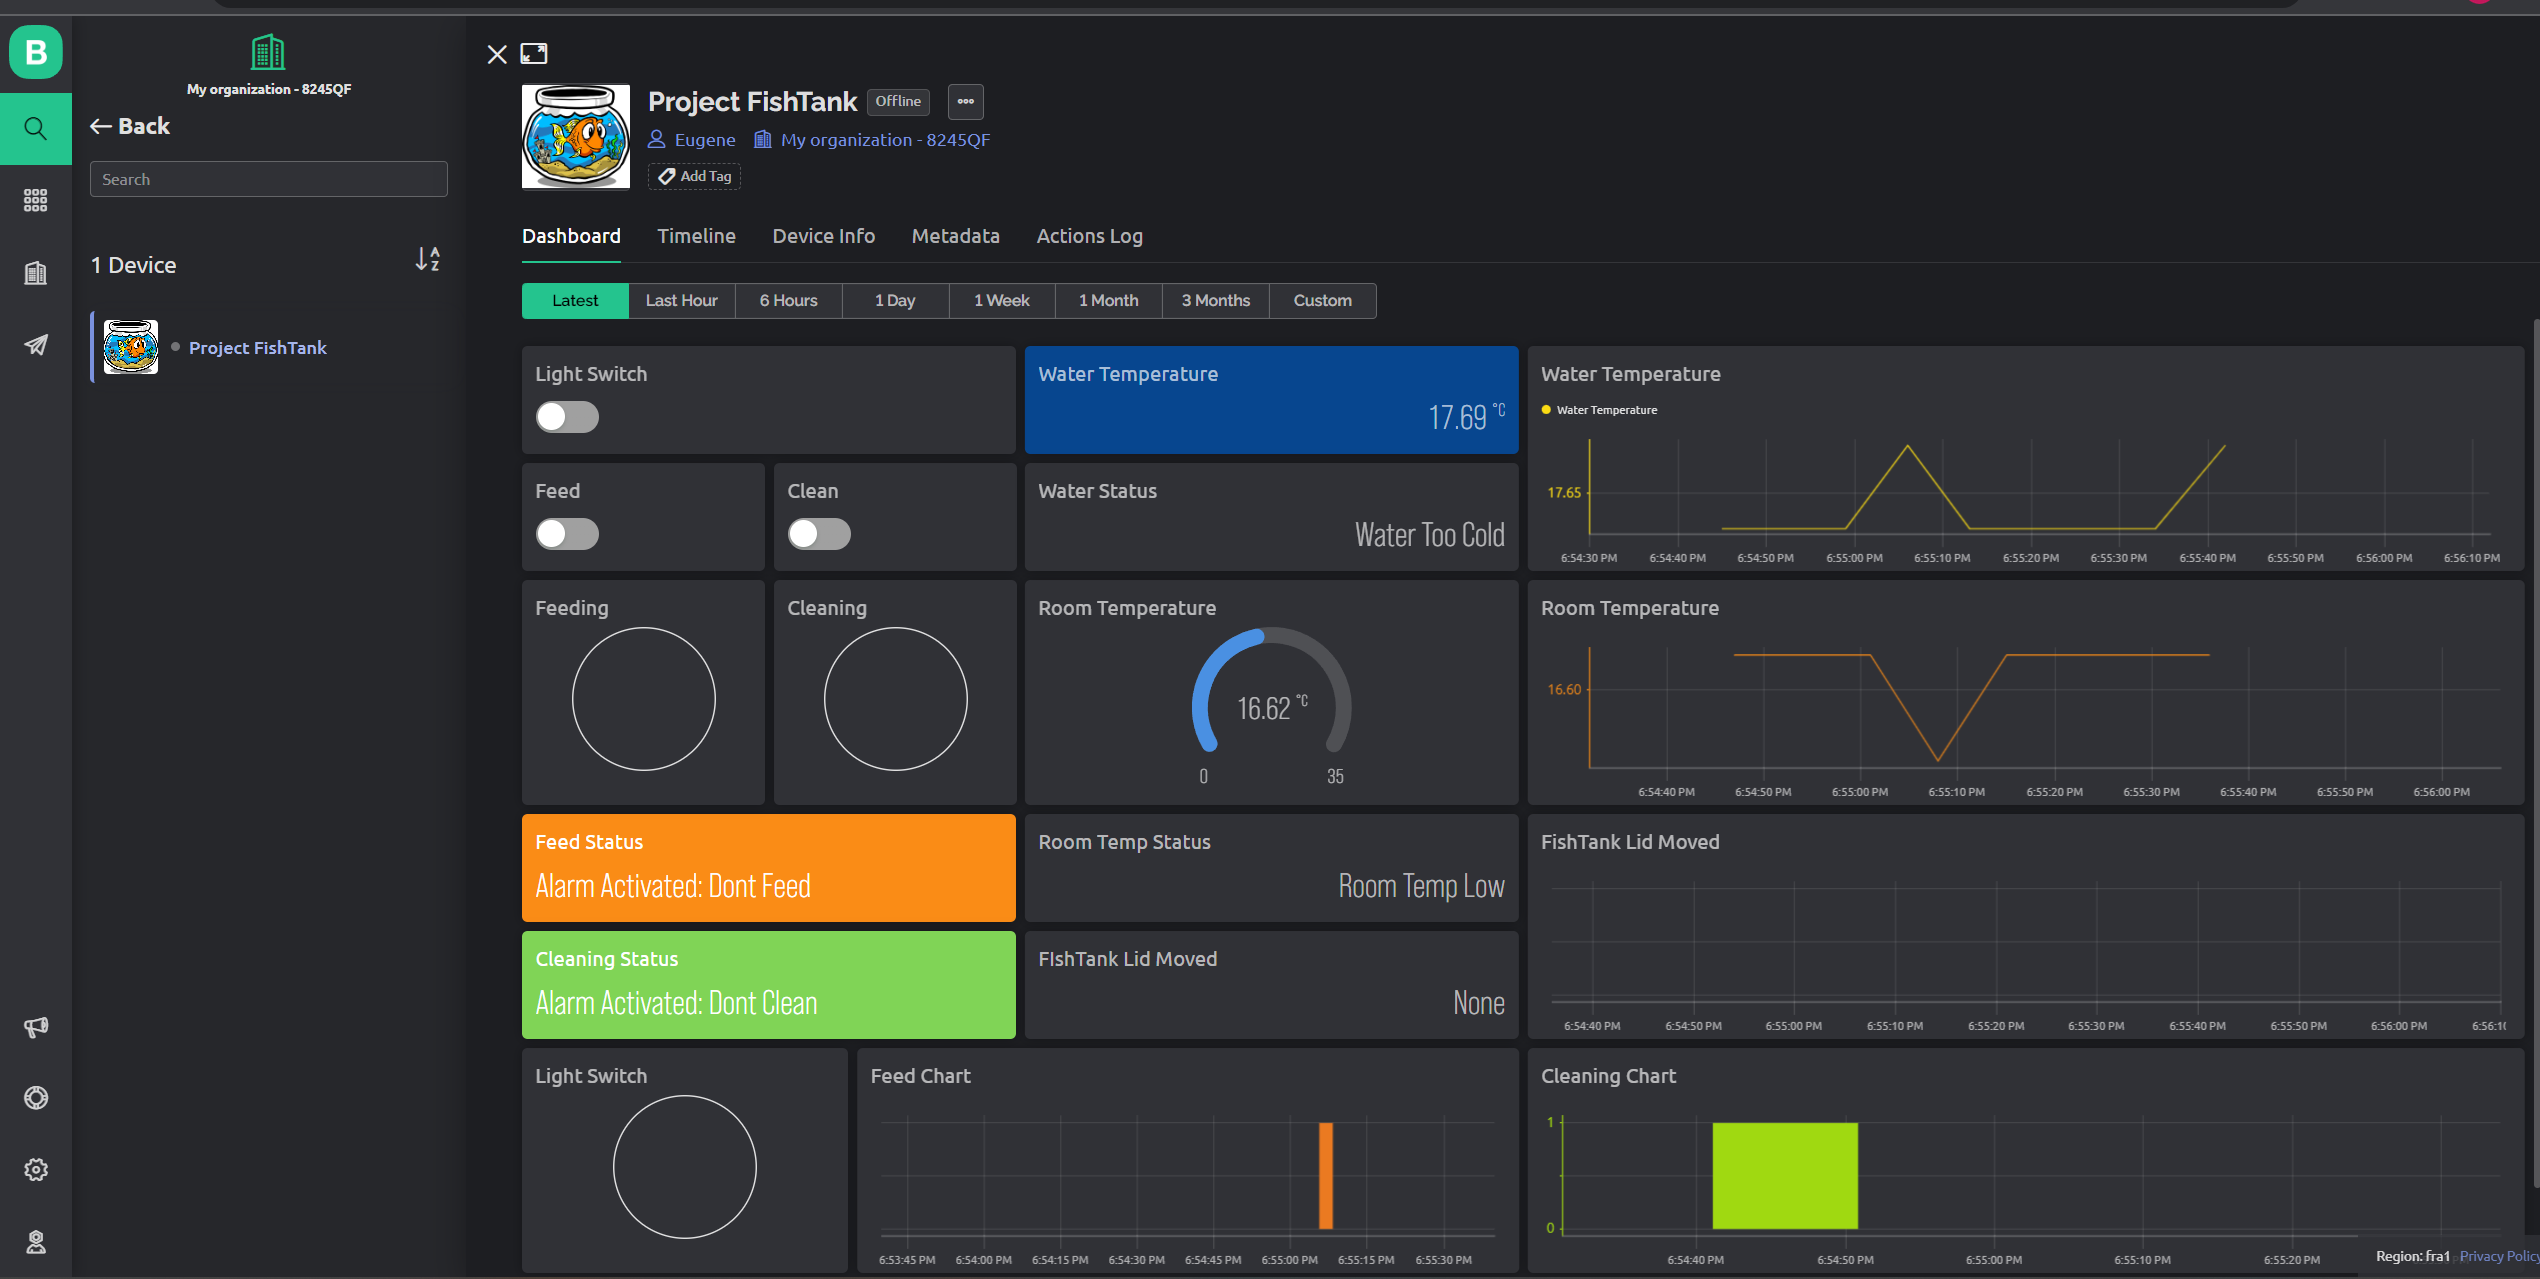 B
My organization - 8245QF
Back
Search
1 Device
A
Z
Project FishTank
Project FishTank
Offline
Eugene
My organization - 8245QF
Add Tag
Dashboard
Timeline
Device Info
Metadata
Actions Log
Latest
Last Hour
6 Hours
1 Day
1 Week
1 Month
3 Months
Custom
Light Switch
Water Temperature
17.69 °C
Water Temperature
Water Temperature
17.65
6:54:30 PM 6:54:40 PM 6:54:50 PM 6:55:00 PM 6:55:10 PM 6:55:20 PM 6:55:30 PM 6:55:40 PM 6:55:50 PM 6:56:00 PM 6:56:10 PM
Feed
Clean
Water Status
Water Too Cold
Feeding
Cleaning
Room Temperature
16.62 °C
0
35
Room Temperature
16.60
6:54:40 PM 6:54:50 PM 6:55:00 PM 6:55:10 PM 6:55:20 PM 6:55:30 PM 6:55:40 PM 6:55:50 PM 6:56:00 PM
Feed Status
Alarm Activated: Dont Feed
Room Temp Status
Room Temp Low
FishTank Lid Moved
6:54:40 PM 6:54:50 PM 6:55:00 PM 6:55:10 PM 6:55:20 PM 6:55:30 PM 6:55:40 PM 6:55:50 PM 6:56:00 PM 6:56:1
Cleaning Status
Alarm Activated: Dont Clean
FIshTank Lid Moved
None
Light Switch
Feed Chart
6:53:45 PM 6:54:00 PM 6:54:15 PM 6:54:30 PM 6:54:45 PM 6:55:00 PM 6:55:15 PM 6:55:30 PM
Cleaning Chart
1
0
6:54:40 PM 6:54:50 PM 6:55:00 PM 6:55:10 PM 6:55:20 PM
Region: fra1 Privacy Policy